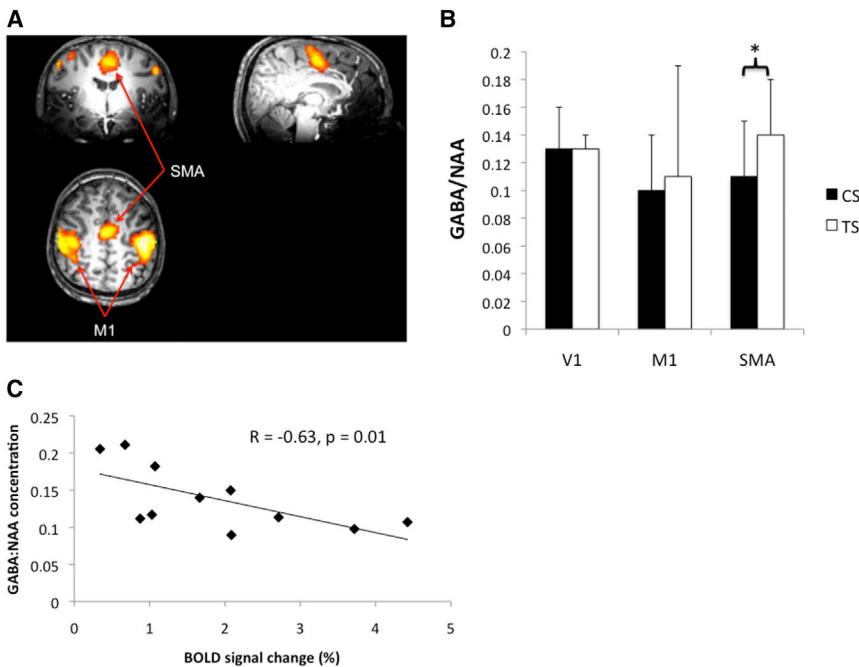 A
SMA
M1
B
*
GABA/NAA
0.2
0.18
0.16
0.14
0.12
0.1
0.08
0.06
0.04
0.02
0
V1 M1 SMA
CS
TS
C
R = -0.63, p = 0.01
GABA:NAA concentration
0.25
0.2
0.15
0.1
0.05
0
0 1 2 3 4 5
BOLD signal change (%)